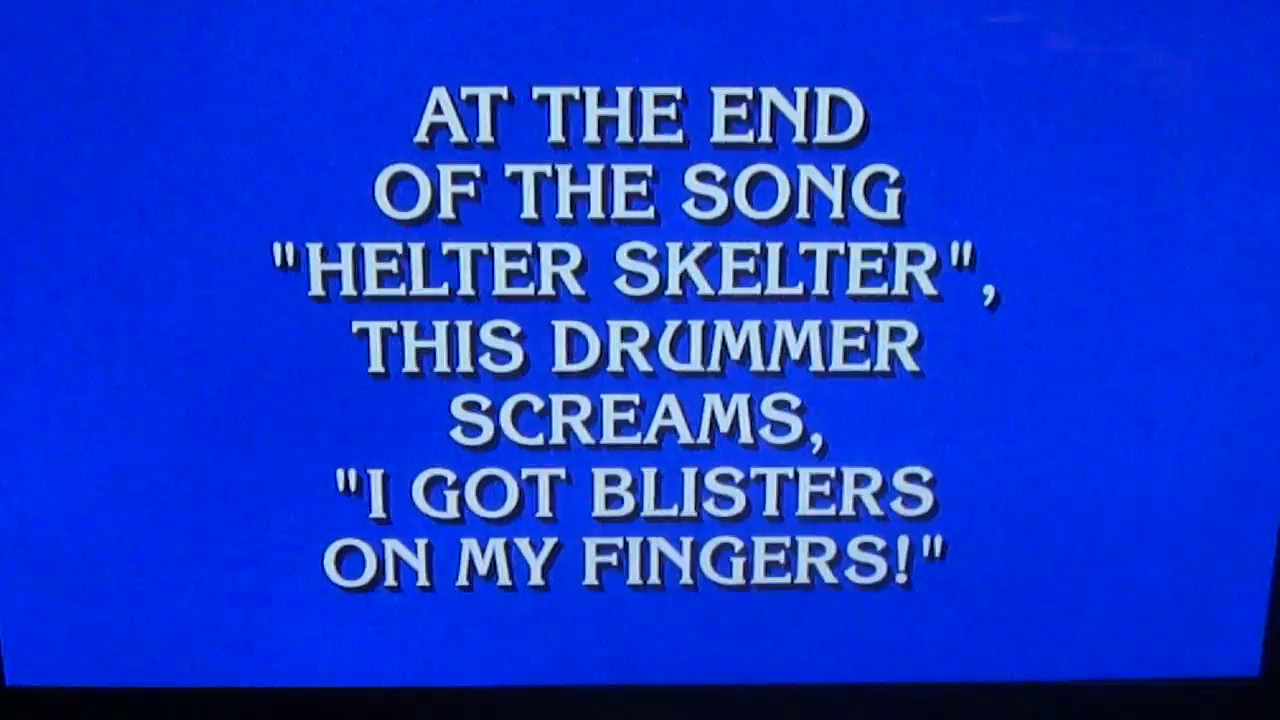 AT THE END
OF THE SONG
"HELTER SKELTER",
THIS DRUMMER
SCREAMS,
"I GOT BLISTERS
ON MY FINGERS!"